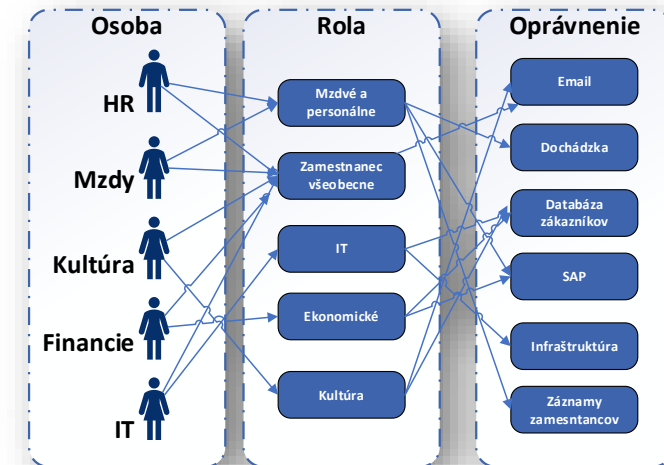 Osoba
Rola
Oprávnenie
HR
Mzdy
Kultúra
Financie
IT
Mzdvé a
personálne
Zamestnanec
všeobecne
IT
Ekonomické
Kultúra
Email
Dochádzka
Databáza
zákazníkov
SAP
Infraštruktúra
Záznamy
zamesntancov